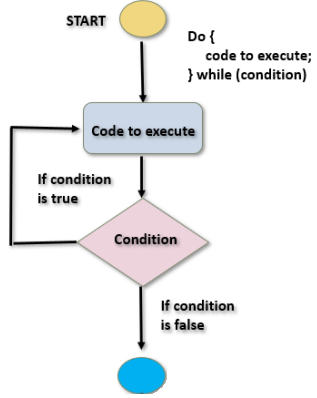 START
Do {
code to execute;
} while (condition)
Code to execute
If condition
is true
Condition
If condition
is false